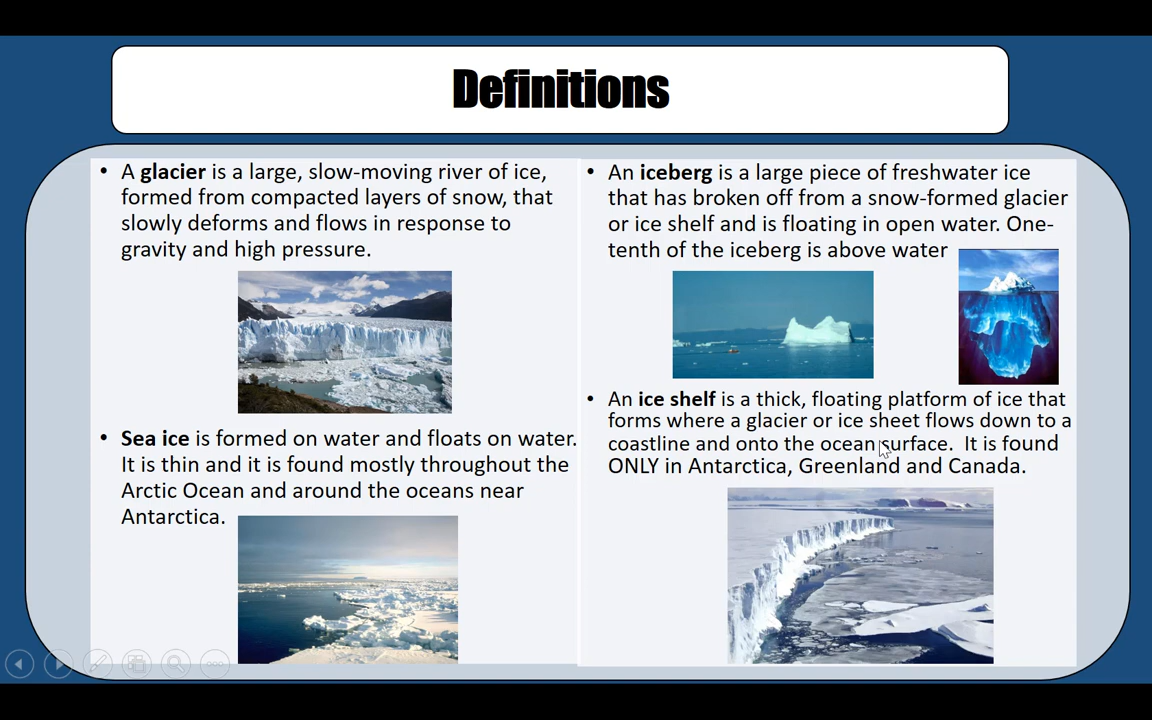 Definitions
• A glacier is a large, slow-moving river of ice,
formed from compacted layers of snow, that
slowly deforms and flows in response to
gravity and high pressure.
• Sea ice is formed on water and floats on water.
It is thin and it is found mostly throughout the
Arctic Ocean and around the oceans near
Antarctica.
• An iceberg is a large piece of freshwater ice
that has broken off from a snow-formed glacier
or ice shelf and is floating in open water. One-
tenth of the iceberg is above water
• An ice shelf is a thick, floating platform of ice that
forms where a glacier or ice sheet flows down to a
coastline and onto the ocean surface. It is found
ONLY in Antarctica, Greenland and Canada.